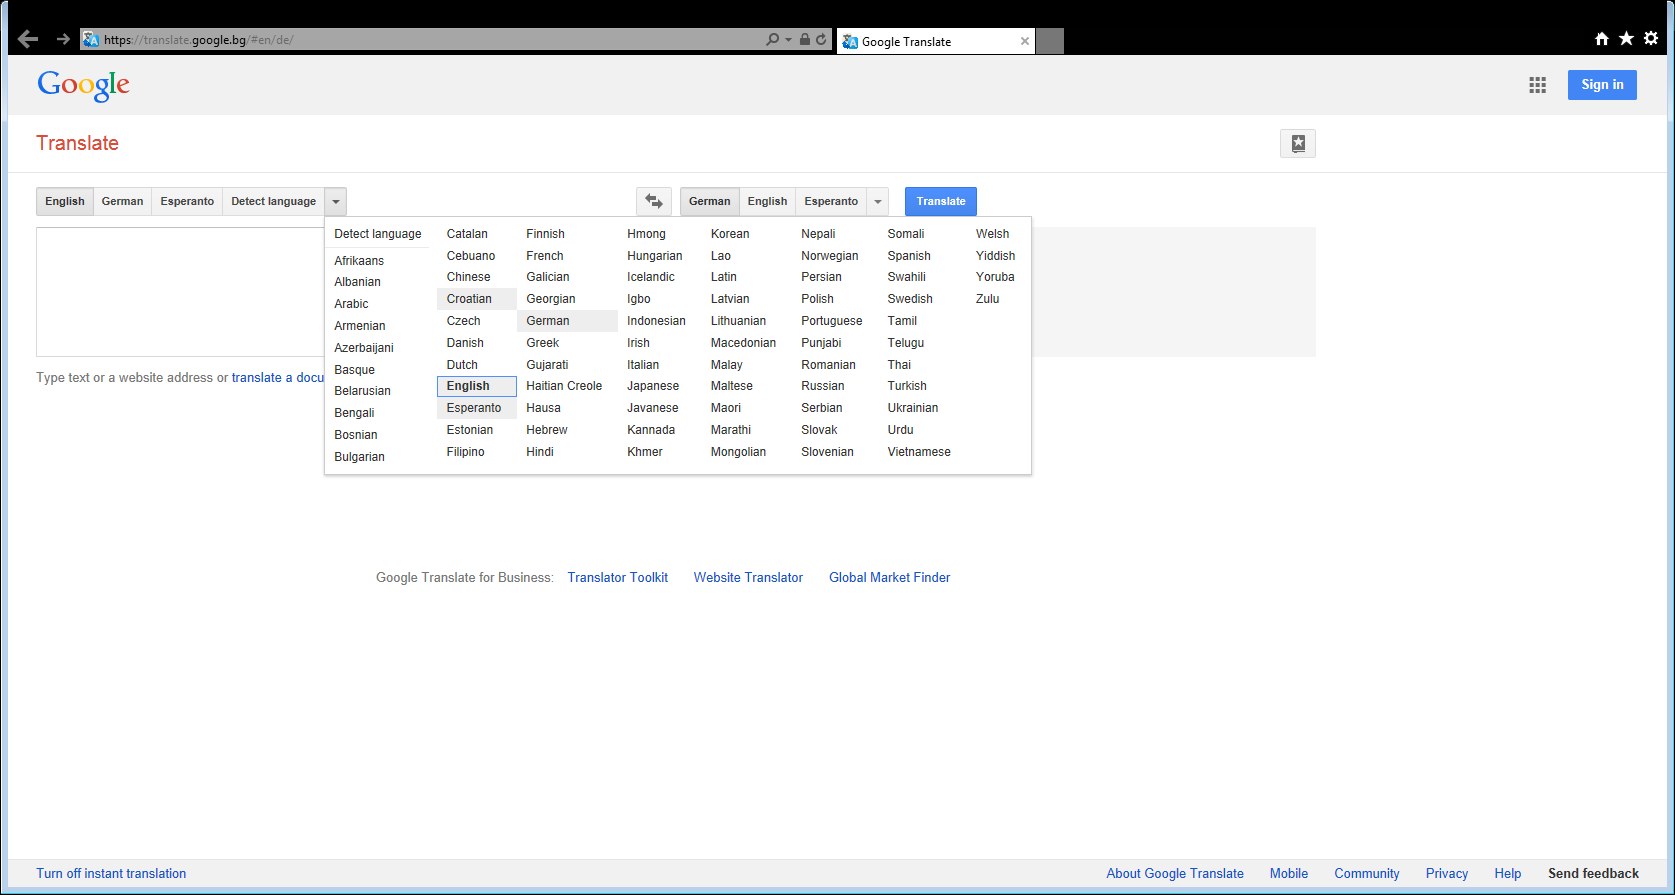 https://translate.google.bg/#en/de/
Google Translate
Google
Sign in
Translate
English German Esperanto Detect language
German English Esperanto
Translate
Detect language Catalan Finnish Hmong Korean Nepali Somali Welsh
Cebuano French Hungarian Lao Norwegian Spanish Yiddish
Afrikaans Chinese Galician Icelandic Latin Persian Swahili Yoruba
Albanian Croatian Georgian Igbo Latvian Polish Swedish Zulu
Arabic Czech German Indonesian Lithuanian Portuguese Tamil
Armenian Danish Greek Irish Macedonian Punjabi Telugu
Azerbaijani Dutch Gujarati Italian Malay Romanian Thai
Basque English Haitian Creole Japanese Maltese Russian Turkish
Belarusian Esperanto Hausa Javanese Maori Serbian Ukrainian
Bengali Estonian Hebrew Kannada Marathi Slovak Urdu
Bosnian Filipino Hindi Khmer Mongolian Slovenian Vietnamese
Bulgarian
Type text or a website address or translate a docu
Google Translate for Business: Translator Toolkit Website Translator Global Market Finder
Turn off instant translation About Google Translate Mobile Community Privacy Help Send feedback